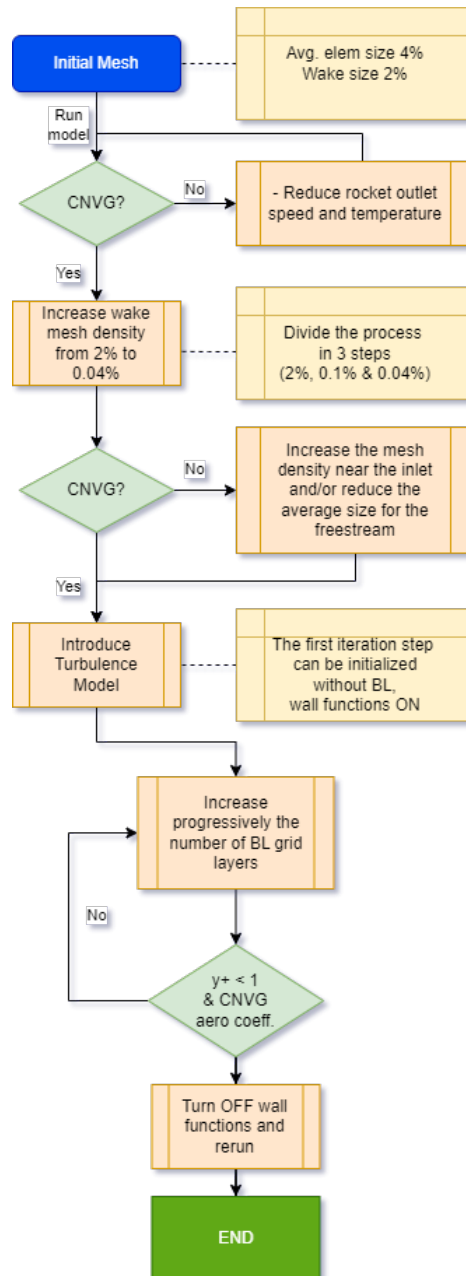 Initial Mesh
Avg. elem size 4%
Wake size 2%
Run
model
CNVG?
No
- Reduce rocket outlet
speed and temperature
Yes
Increase wake
mesh density
from 2% to
0.04%
Divide the process
in 3 steps
(2%, 0.1% & 0.04%)
CNVG?
No
Increase the mesh
density near the inlet
and/or reduce the
average size for the
freestream
Yes
Introduce
Turbulence
Model
The first iteration step
can be initialized
without BL,
wall functions ON
Increase
progressively the
number of BL grid
layers
No
y+ < 1
& CNVG
aero coeff.
Turn OFF wall
functions and
rerun
END